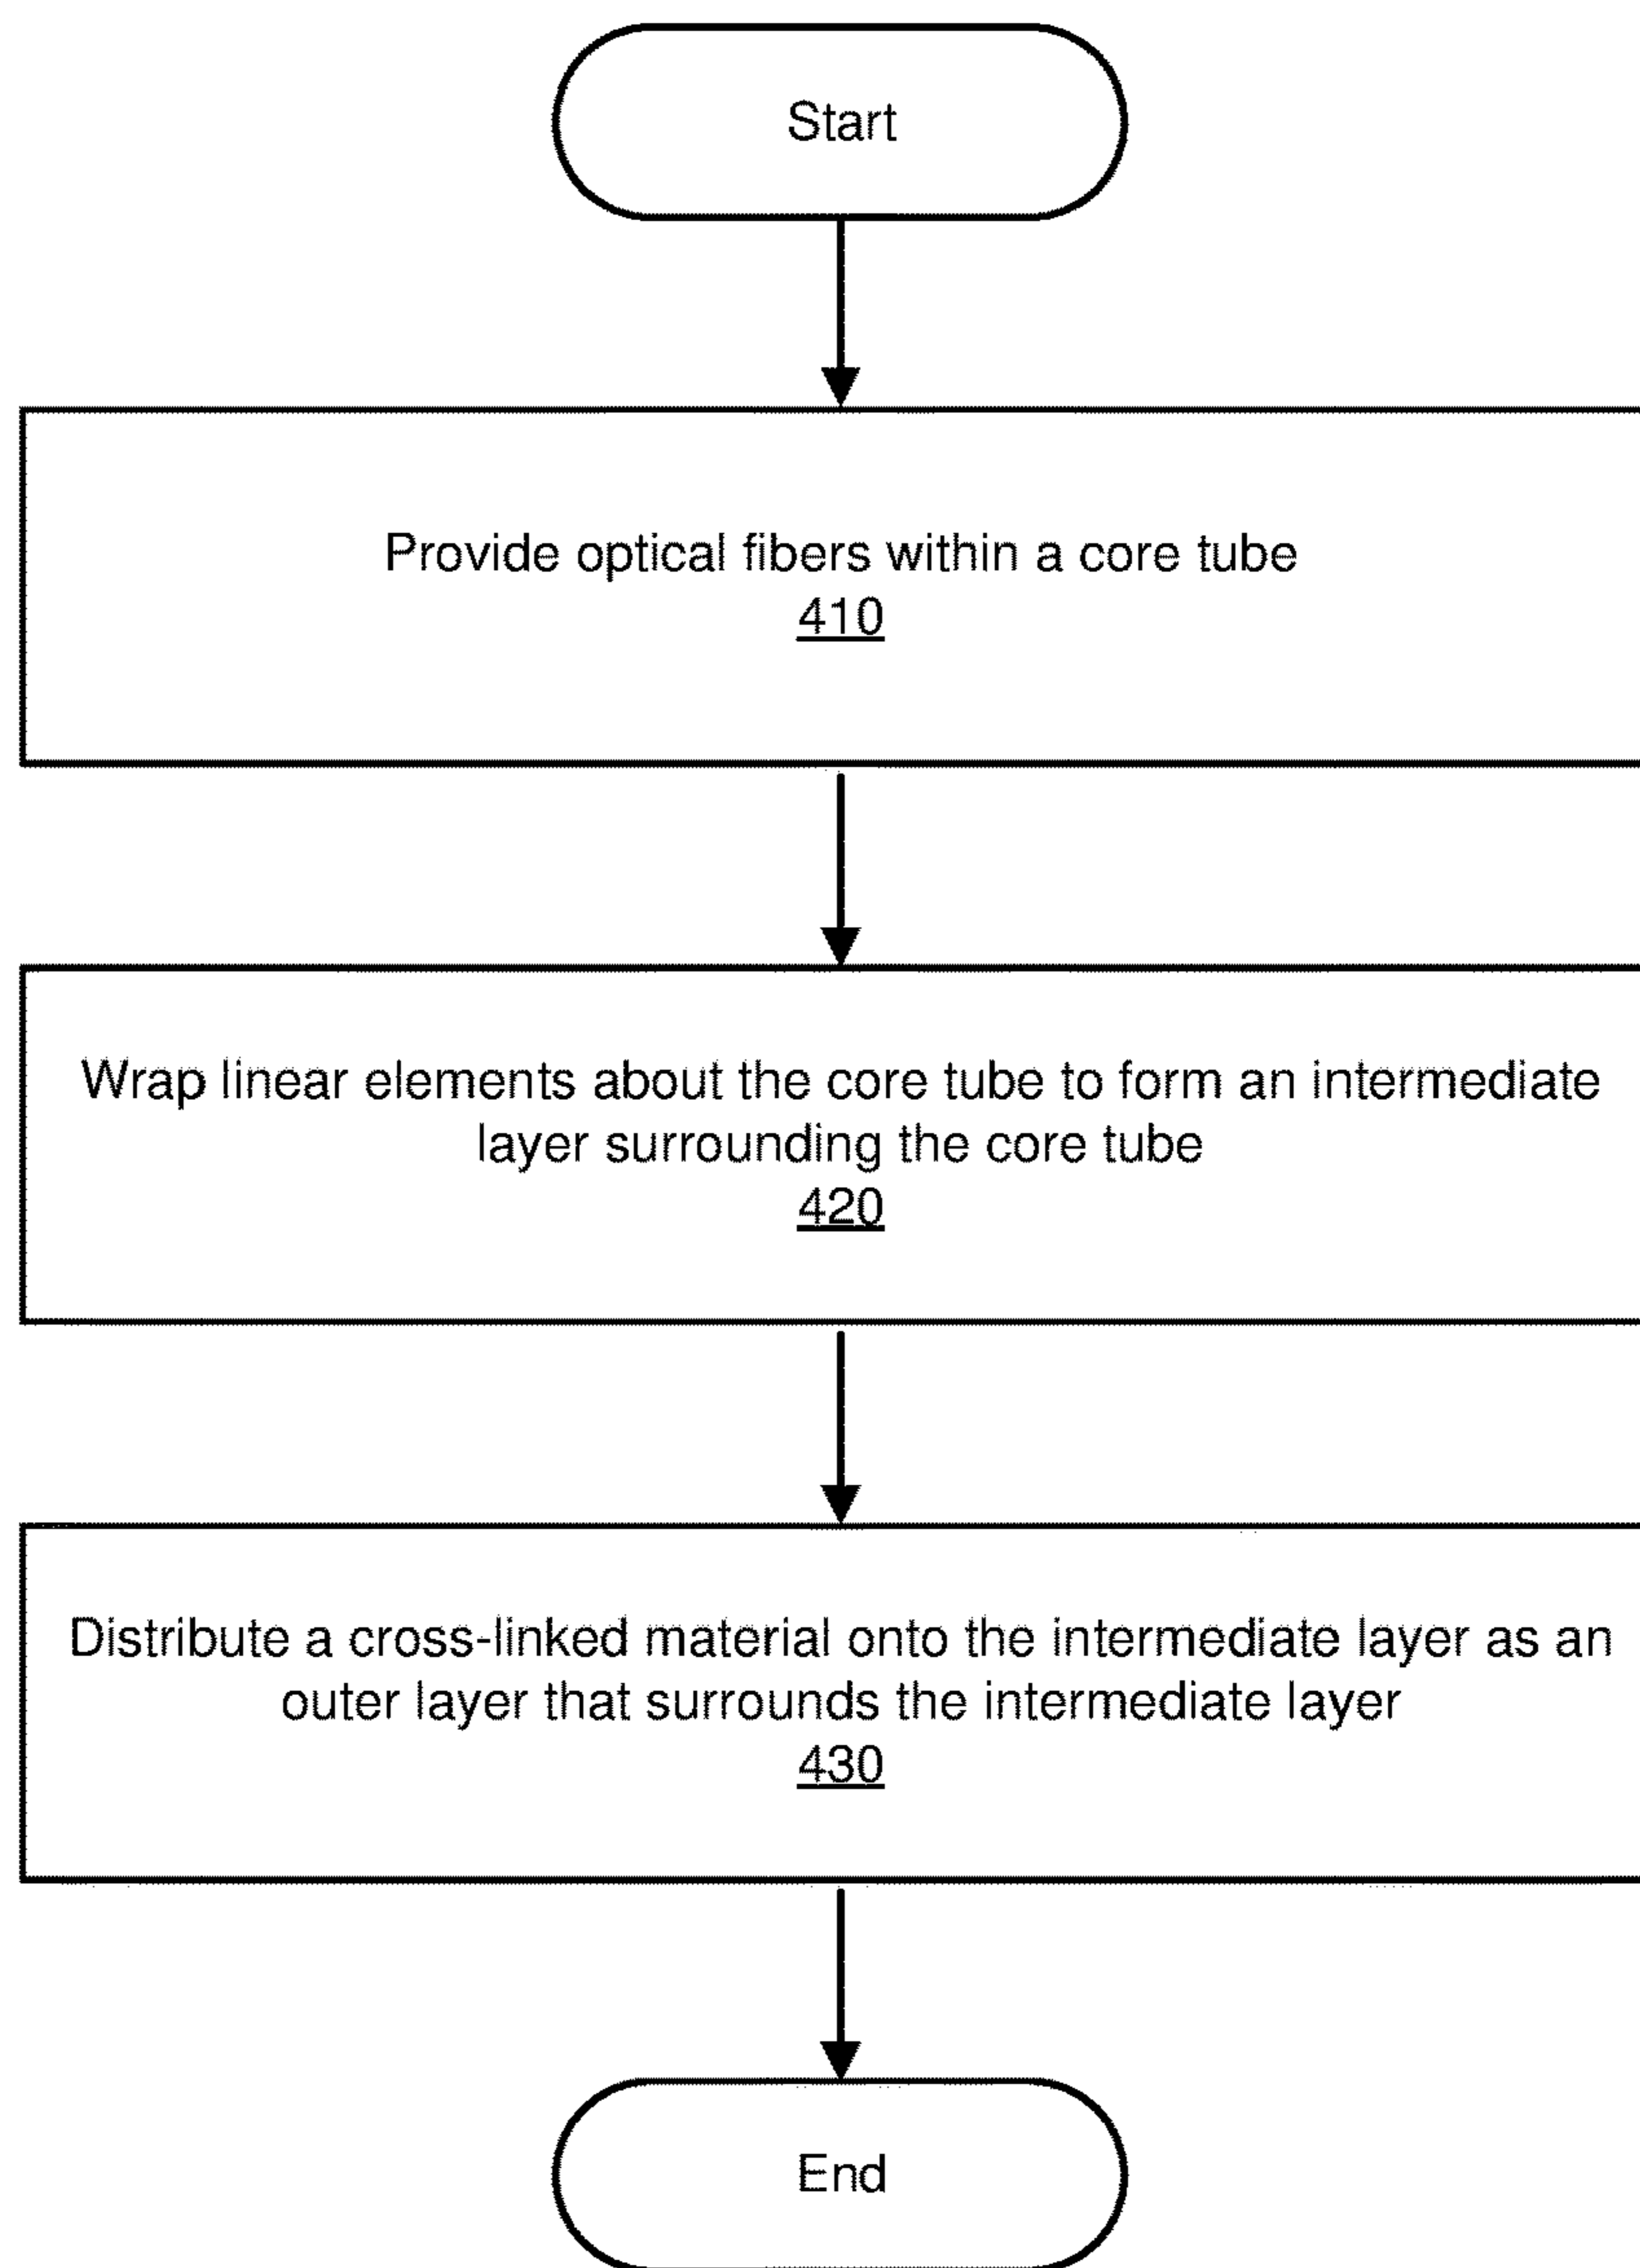 Start
Provide optical fibers within a core tube
410
Wrap linear elements about the core tube to form an intermediate
layer surrounding the core tube
420
Distribute a cross-linked material onto the intermediate layer as an
outer layer that surrounds the intermediate layer
430
End